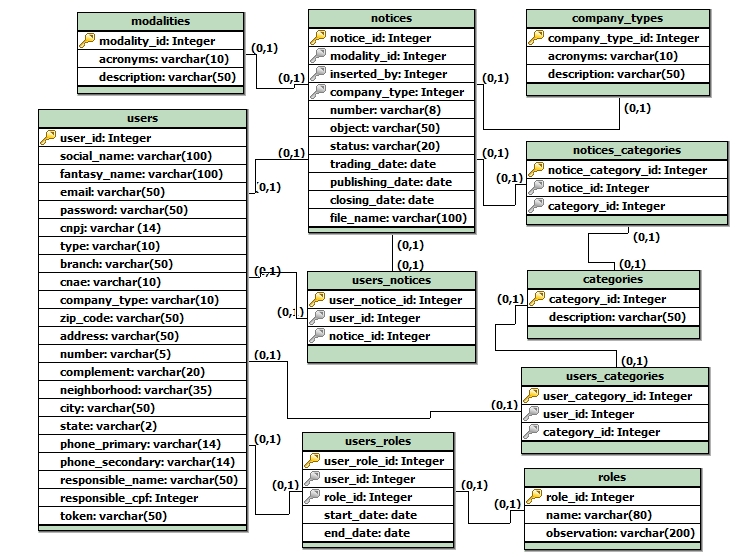 modalities
modality_id: Integer
acronyms: varchar(10)
description: varchar(50)
(0,1)
(0,1)
notices
notice_id: Integer
modality_id: Integer
inserted_by: Integer
company_type: Integer
number: varchar(8)
object: varchar(50)
status: varchar(20)
trading_date: date
publishing_date: date
closing_date: date
file_name: varchar(100)
(0,1)
(0,1)
company_types
company_type_id: Integer
acronyms: varchar(10)
description: varchar(50)
(0,1)
users
user_id: Integer
social_name: varchar(100)
fantasy_name: varchar(100)
email: varchar(50)
password: varchar(50)
cnpj: varchar (14)
type: varchar(10)
branch: varchar(50)
cnae: varchar(10)
company_type: varchar(10)
zip_code: varchar(50)
address: varchar(50)
number: varchar(5)
complement: varchar(20)
neighborhood: varchar(35)
city: varchar(50)
state: varchar(2)
phone_primary: varchar(14)
phone_secondary: varchar(14)
responsible_name: varchar(50)
responsible_cpf: Integer
token: varchar(50)
(0,1)
(0,1)
notices_categories
notice_category_id: Integer
notice_id: Integer
category_id: Integer
(0,1)
(0,1)
(0,1)
(0,1)
(0,1)
(0,1)
users_notices
user_notice_id: Integer
user_id: Integer
notice_id: Integer
(0,1)
categories
category_id: Integer
description: varchar(50)
(0,1)
(0,1)
(0,1)
(0,1)
users_categories
user_category_id: Integer
user_id: Integer
category_id: Integer
(0,1)
(0,1)
users_roles
user_role_id: Integer
user_id: Integer
role_id: Integer
start_date: date
end_date: date
(0,1)
(0,1)
roles
role_id: Integer
name: varchar(80)
observation: varchar(200)